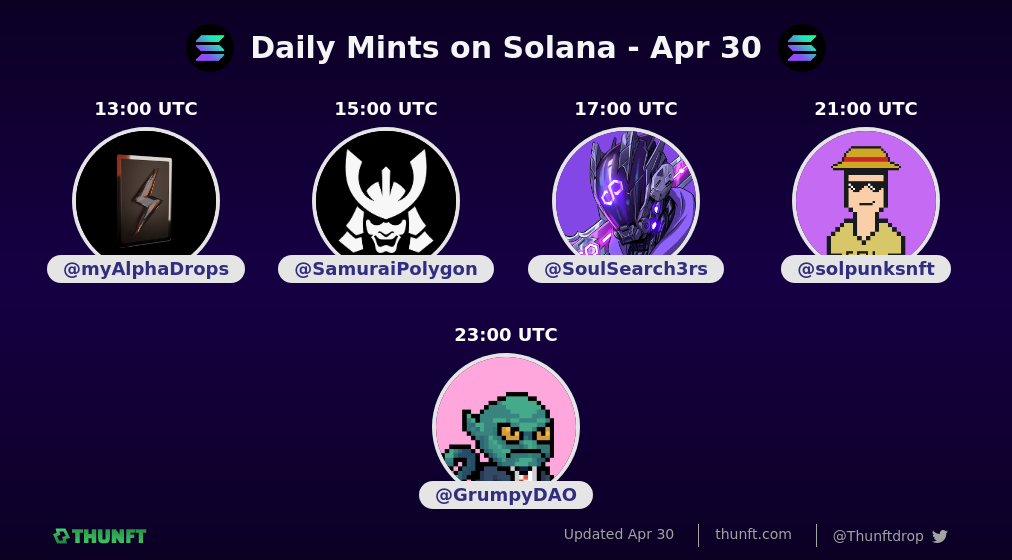 Daily Mints on Solana - Apr 30
13:00 UTC
15:00 UTC
17:00 UTC
21:00 UTC
@myAlphaDrops
@SamuraiPolygon
@SoulSearch3rs
@solpunksnft
23:00 UTC
@GrumpyDAO
THUNFT
Updated Apr 30
thunft.com
@Thunftdrop